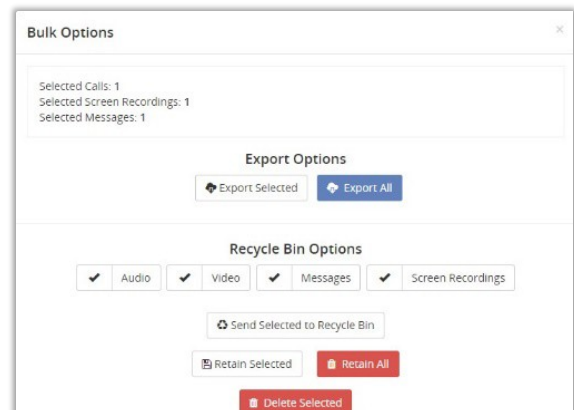 Bulk Options
×
Selected Calls: 1
Selected Screen Recordings: 1
Selected Messages: 1
Export Options
Export Selected Export All
Recycle Bin Options
Audio Video Messages Screen Recordings
Send Selected to Recycle Bin
Retain Selected Retain All
Delete Selected